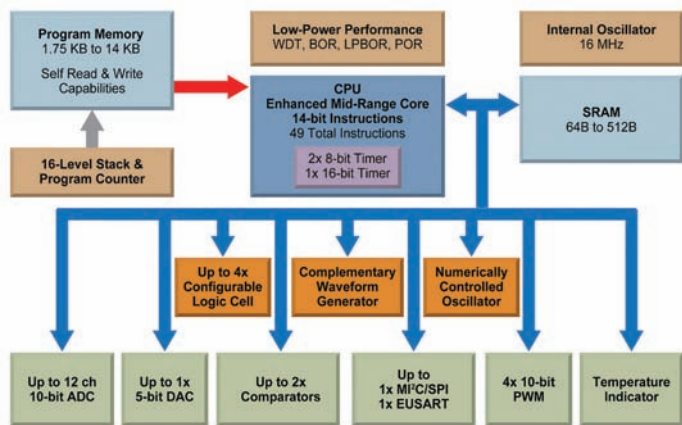 Program Memory
1.75 KB to 14 KB
Self Read & Write
Capabilities
Low-Power Performance
WDT, BOR, LPBOR, POR
Internal Oscillator
16 MHz
CPU
Enhanced Mid-Range Core
14-bit Instructions
49 Total Instructions
2x 8-bit Timer
1x 16-bit Timer
SRAM
64B to 512B
16-Level Stack &
Program Counter
Up to 4x
Configurable
Logic Cell
Complementary
Waveform
Generator
Numerically
Controlled
Oscillator
Up to 12 ch
10-bit ADC
Up to 1x
5-bit DAC
Up to 2x
Comparators
Up to
1x MI²C/SPI
1x EUSART
4x 10-bit
PWM
Temperature
Indicator